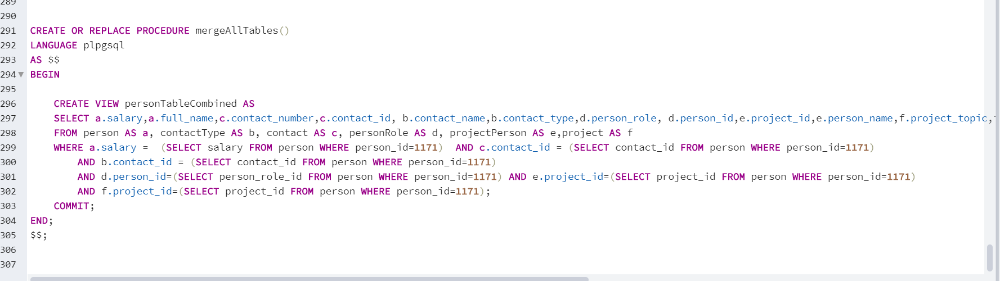 289
290
291 CREATE OR REPLACE PROCEDURE mergeAllTables()
292 LANGUAGE plpgsql
293 AS $$
294 BEGIN
295
296 CREATE VIEW personTableCombined AS
297 SELECT a.salary,a.full_name,c.contact_number,c.contact_id, b.contact_name,b.contact_type,d.person_role, d.person_id,e.project_id,e.person_name,f.project_topic,
298 FROM person AS a, contactType AS b, contact AS c, personRole AS d, projectPerson AS e,project AS f
299 WHERE a.salary =  (SELECT salary FROM person WHERE person_id=1171)  AND c.contact_id = (SELECT contact_id FROM person WHERE person_id=1171)
300 AND b.contact_id = (SELECT contact_id FROM person WHERE person_id=1171)
301 AND d.person_id=(SELECT person_role_id FROM person WHERE person_id=1171) AND e.project_id=(SELECT project_id FROM person WHERE person_id=1171)
302 AND f.project_id=(SELECT project_id FROM person WHERE person_id=1171);
303 COMMIT;
304 END;
305 $$;
306
307